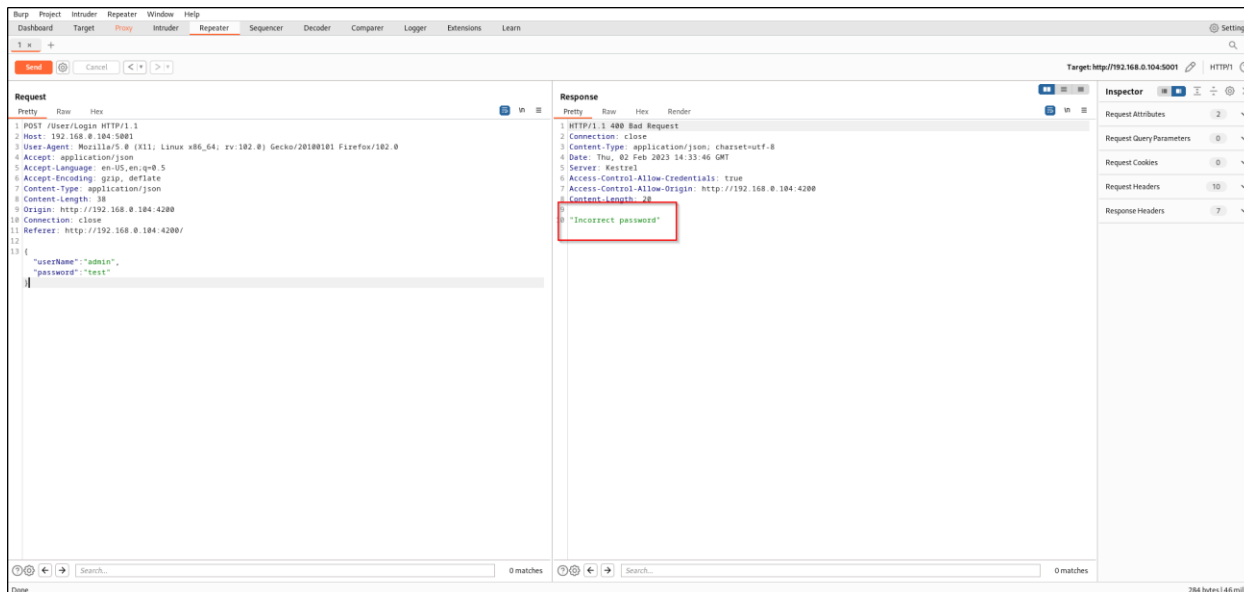 Burp Project Intruder Repeater Window Help
Dashboard Target Proxy Intruder Repeater Sequencer Decoder Comparer Logger Extensions Learn Setting
1 × +
Send Cancel < > Target: http://192.168.0.104:5001 HTTP/1
Request
Pretty Raw Hex \n
1 POST /User/Login HTTP/1.1
2 Host: 192.168.0.104:5001
3 User-Agent: Mozilla/5.0 (X11; Linux x86_64; rv:102.0) Gecko/20100101 Firefox/102.0
4 Accept: application/json
5 Accept-Language: en-US,en;q=0.5
6 Accept-Encoding: gzip, deflate
7 Content-Type: application/json
8 Content-Length: 38
9 Origin: http://192.168.0.104:4200
10 Connection: close
11 Referer: http://192.168.0.104:4200/
12
13 {
"userName":"admin",
"password":"test"
}
Search... 0 matches
Response
Pretty Raw Hex Render \n
1 HTTP/1.1 400 Bad Request
2 Connection: close
3 Content-Type: application/json; charset=utf-8
4 Date: Thu, 02 Feb 2023 14:33:46 GMT
5 Server: Kestrel
6 Access-Control-Allow-Credentials: true
7 Access-Control-Allow-Origin: http://192.168.0.104:4200
8 Content-Length: 20
9
10 "Incorrect password"
Search... 0 matches
Inspector
Request Attributes 2
Request Query Parameters 0
Request Cookies 0
Request Headers 10
Response Headers 7
Done 284 bytes | 46 mil